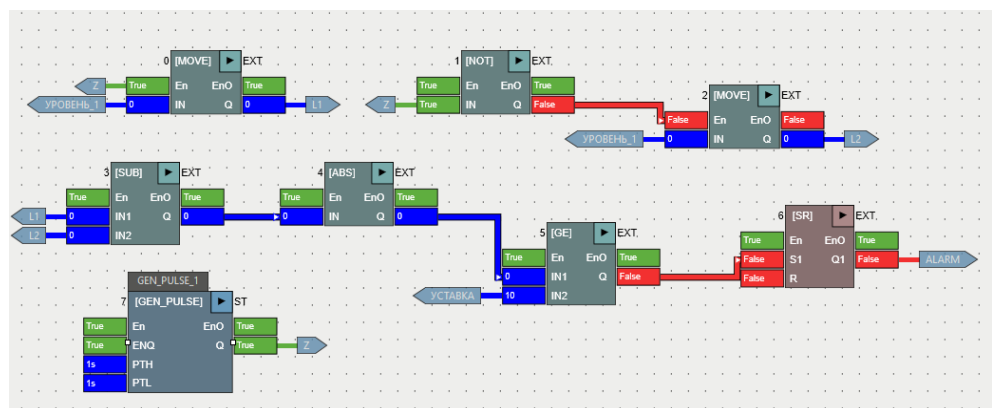 0 [MOVE] EXT
Z True En EnO True
УРОВЕНЬ_1 0 IN Q 0 L1
1 [NOT] EXT
True En EnO True
Z True IN Q False
2 [MOVE] EXT
False En EnO False
УРОВЕНЬ_1 0 IN Q 0 L2
3 [SUB] EXT
True En EnO True
L1 0 IN1 Q 0
L2 0 IN2
4 [ABS] EXT
True En EnO True
0 IN Q 0
5 [GE] EXT
True En EnO True
0 IN1 Q False
УСТАВКА 10 IN2
6 [SR] EXT
True En EnO True
False S1 Q1 False ALARM
False R
GEN_PULSE_1
7 [GEN_PULSE] ST
True En EnO True
True ENQ Q True Z
1s PTH
1s PTL